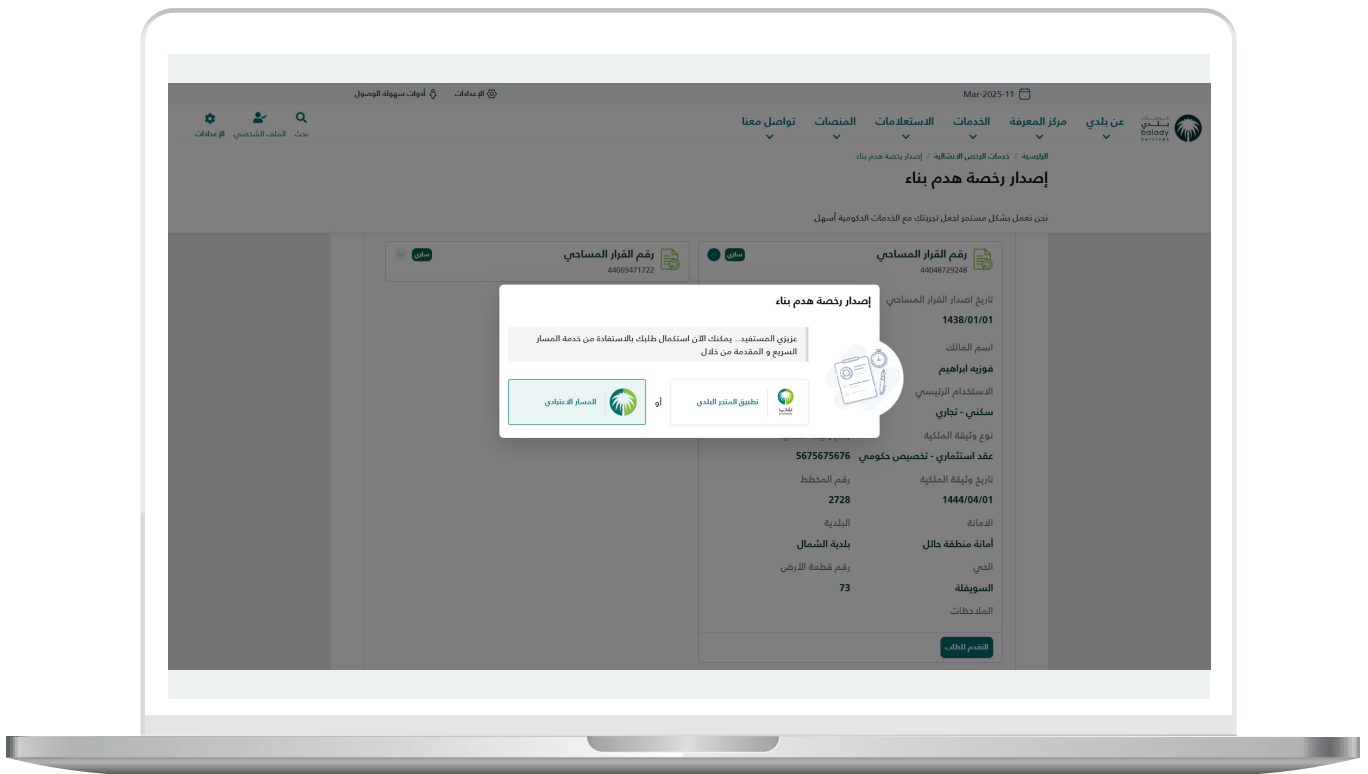 11-Mar-2025
الإعدادات
أدوات سهولة الوصول
بلدي
balady
services
عن بلدي
مركز المعرفة
الخدمات
الاستعلامات
المنصات
تواصل معنا
بحث
الملف الشخصي
الإعدادات
الرئيسية / خدمات الرخص الانشائية / إصدار رخصة هدم بناء
إصدار رخصة هدم بناء
نحن نعمل بشكل مستمر لجعل تجربتك مع الخدمات الحكومية أسهل.
رقم القرار المساحي
44048729248
ساري
رقم القرار المساحي
44069471722
ساري
تاريخ اصدار القرار المساحي
1438/01/01
اسم المالك
فوزيه ابراهيم
الاستخدام الرئيسي
سكني - تجاري
نوع وثيقة الملكية
عقد استثماري - تخصيص حكومي
5675675676
تاريخ وثيقة الملكية
رقم المخطط
1444/04/01
2728
الامانة
البلدية
أمانة منطقة حائل
بلدية الشمال
الحي
رقم قطعة الأرض
السويفلة
73
الملاحظات
التقدم للطلب
إصدار رخصة هدم بناء
عزيزي المستفيد.. يمكنك الآن استكمال طلبك بالاستفادة من خدمة المسار
السريع و المقدمة من خلال
تطبيق المتجر البلدي
أو
المسار الاعتيادي